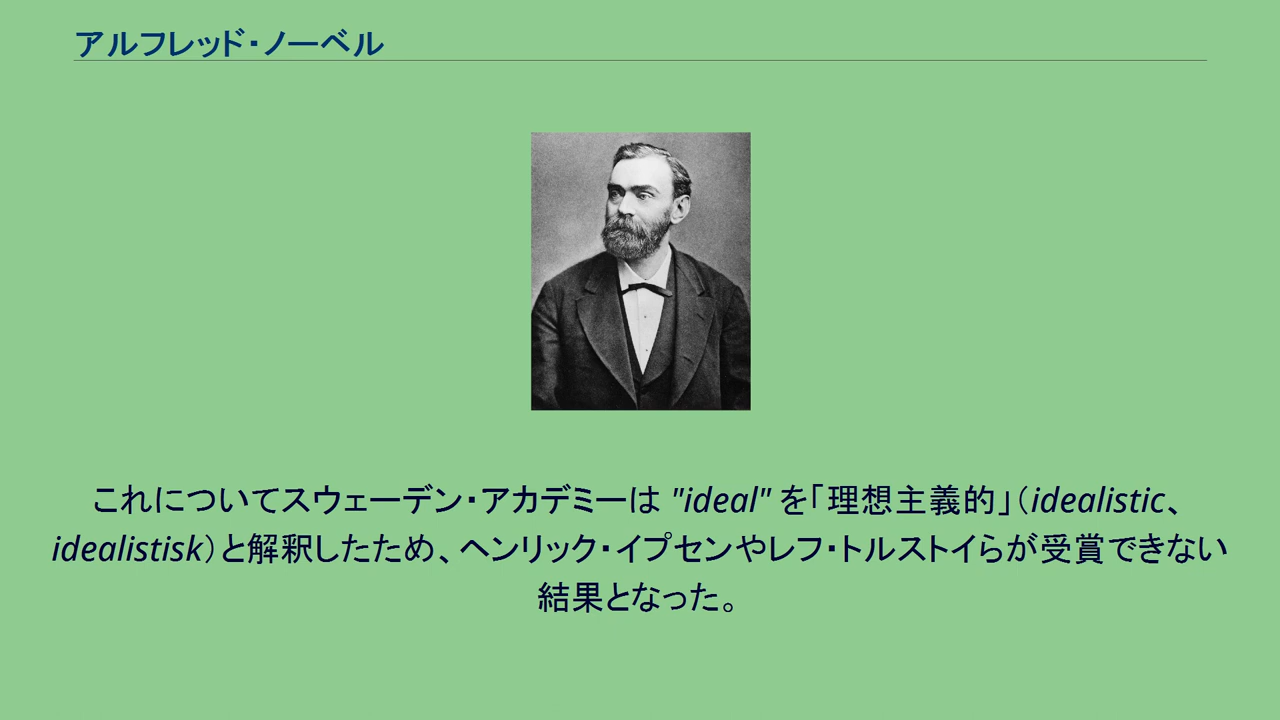 アルフレッド・ノーベル
これについてスウェーデン・アカデミーは "ideal" を「理想主義的」（idealistic、
idealistisk）と解釈したため、ヘンリック・イプセンやレフ・トルストイらが受賞できない
結果となった。